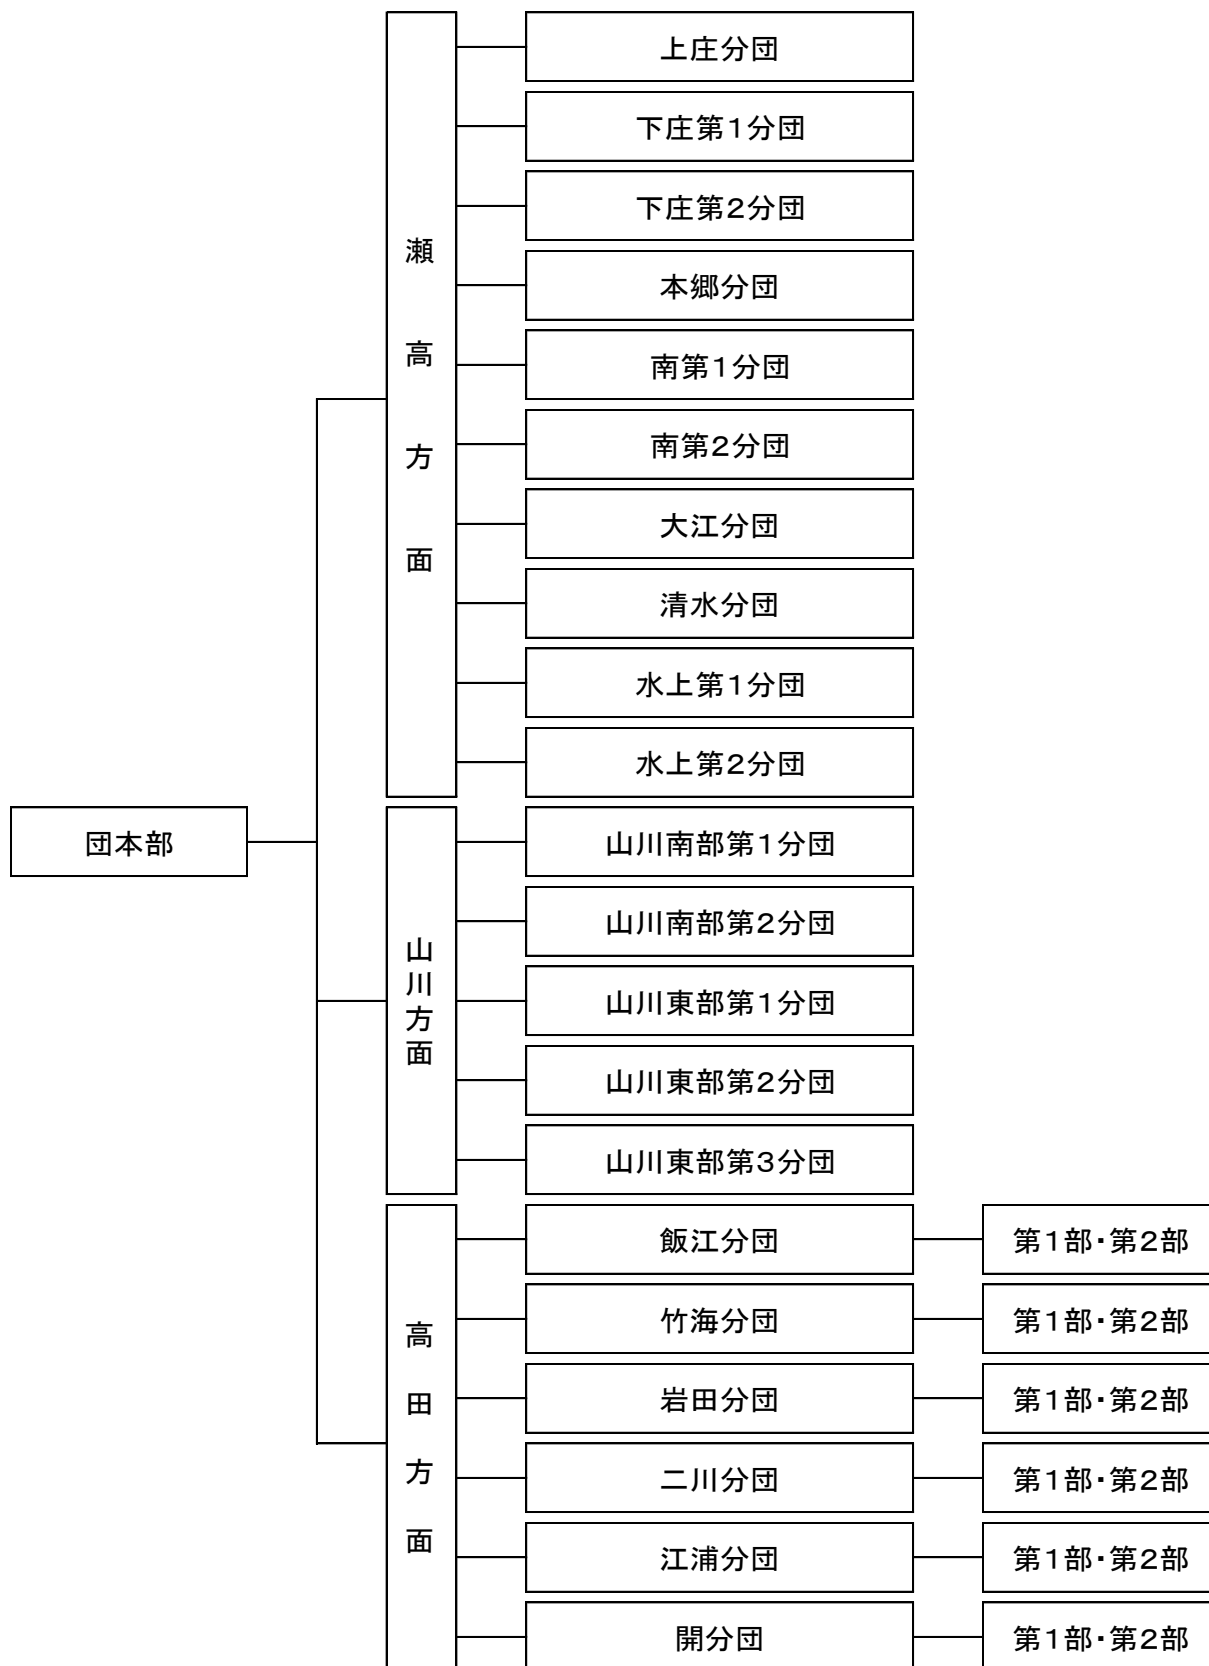 団本部
瀬高方面
上庄分団
下庄第1分団
下庄第2分団
本郷分団
南第1分団
南第2分団
大江分団
清水分団
水上第1分団
水上第2分団
山川方面
山川南部第1分団
山川南部第2分団
山川東部第1分団
山川東部第2分団
山川東部第3分団
高田方面
飯江分団 第1部・第2部
竹海分団 第1部・第2部
岩田分団 第1部・第2部
二川分団 第1部・第2部
江浦分団 第1部・第2部
開分団 第1部・第2部